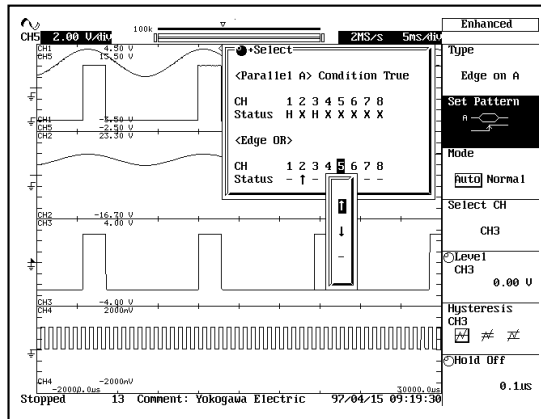 Enhanced
CH5 2.00 V/div 100k 2MS/s 5ms/div
CH1 4.50 V
CH5 15.50 V
+Select
<Parallel A> Condition True
CH 1 2 3 4 5 6 7 8
Status H X H X X X X X
<Edge OR>
CH 1 2 3 4 5 6 7 8
Status - ↑ - - -
↑
↓
-
CH1 -3.50 V
CH5 -2.50 V
CH2 23.30 V
CH2 -16.70 V
CH3 4.00 V
CH3 -4.00 V
CH4 2000mV
CH4 -2000mV
-20000.0us 30000.0us
Type
Edge on A
Set Pattern
A
Mode
Auto Normal
Select CH
CH3
Level
CH3
0.00 V
Hysteresis
CH3
Hold Off
0.1us
Stopped 13 Comment: Yokogawa Electric 97/04/15 09:19:30